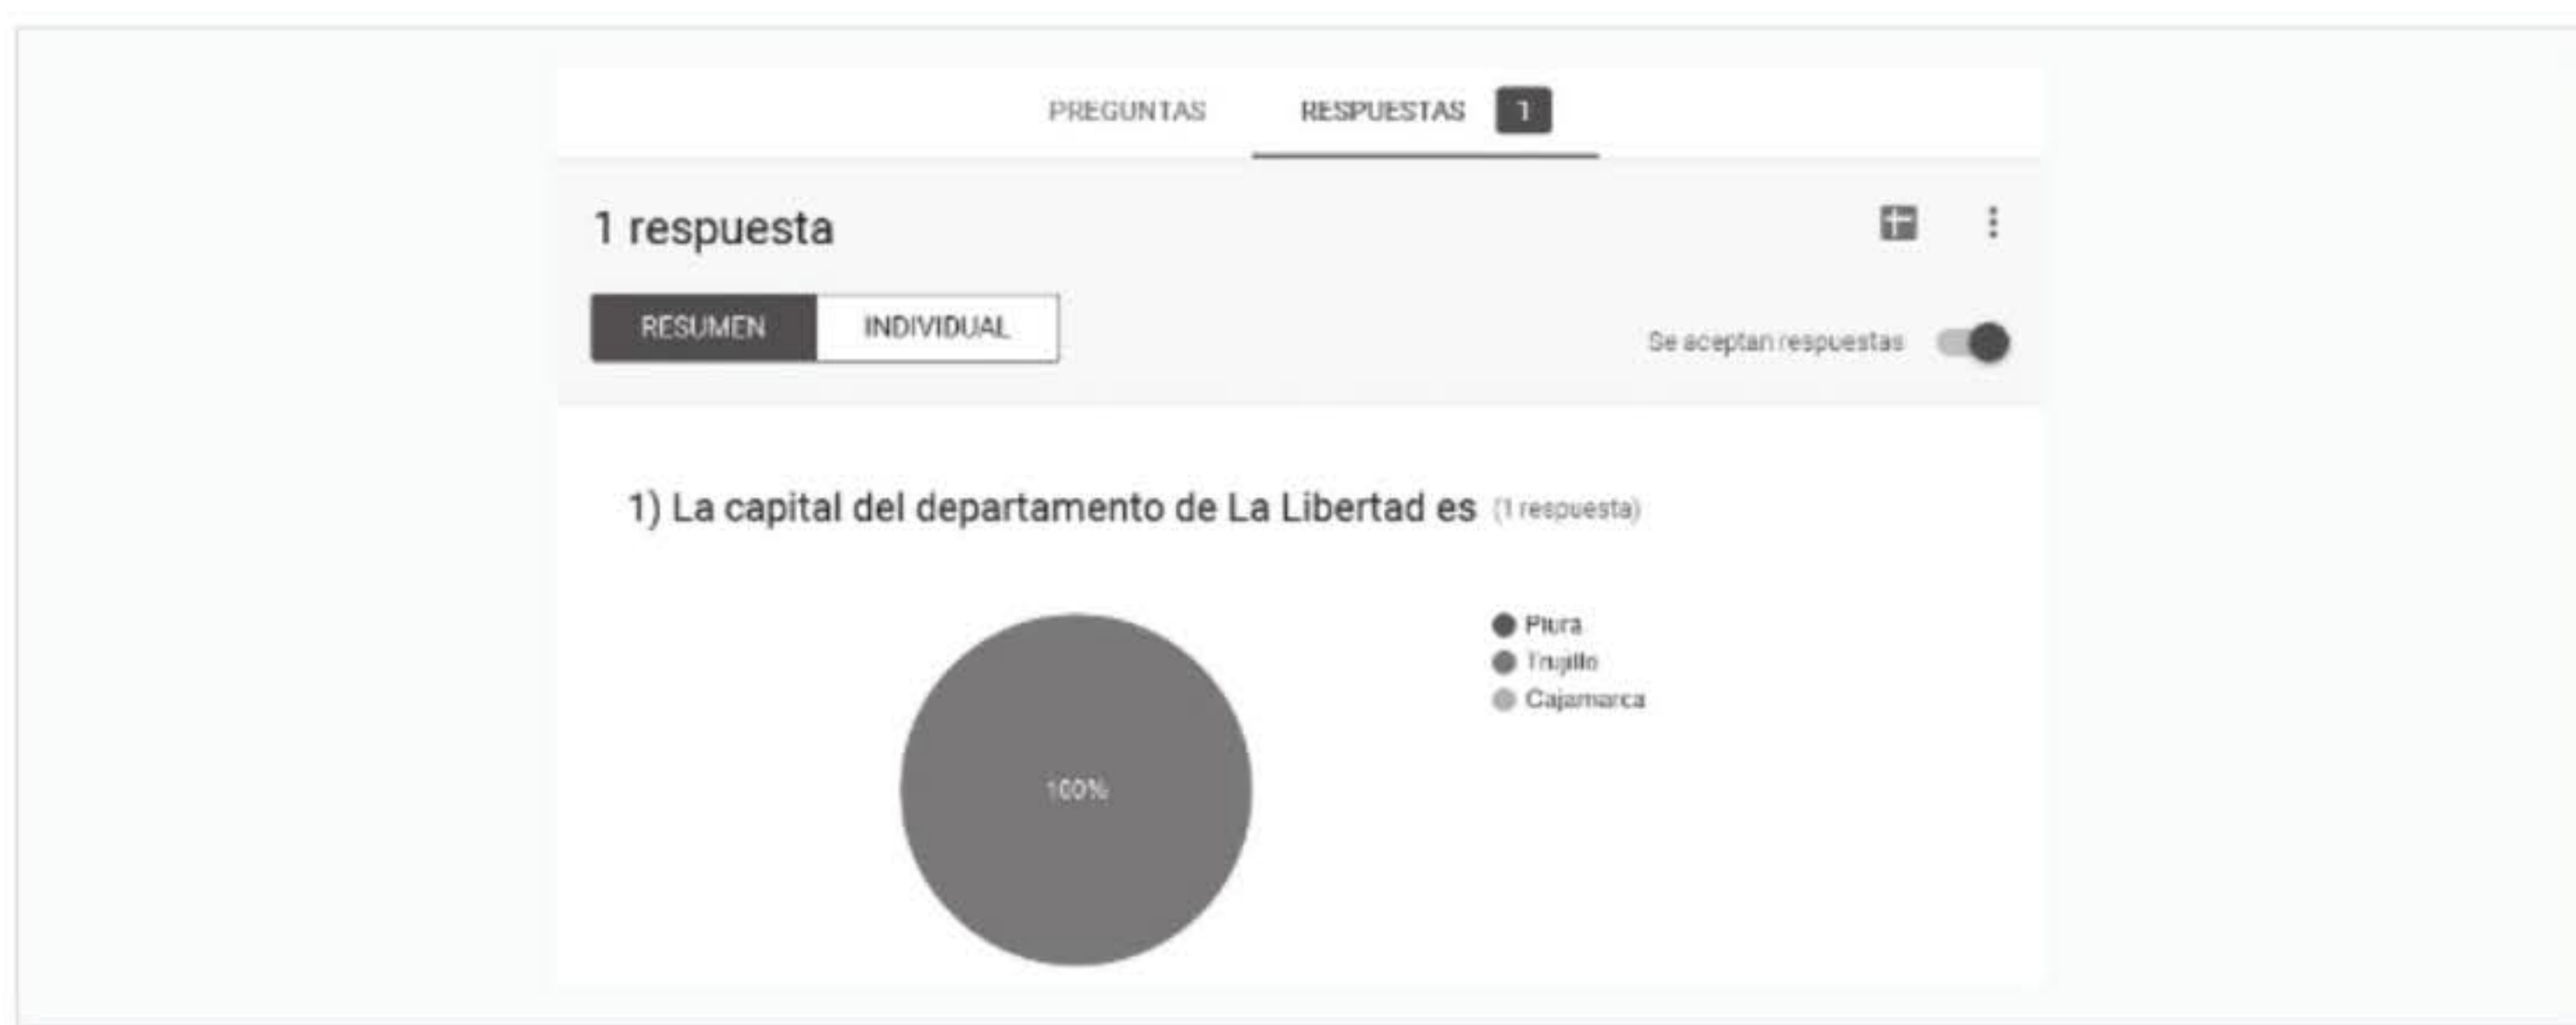 PREGUNTAS RESPUESTAS 1
1 respuesta
RESUMEN INDIVIDUAL
Se aceptan respuestas
1) La capital del departamento de La Libertad es (1 respuesta)
Piura
Trujillo
Cajamarca
100%